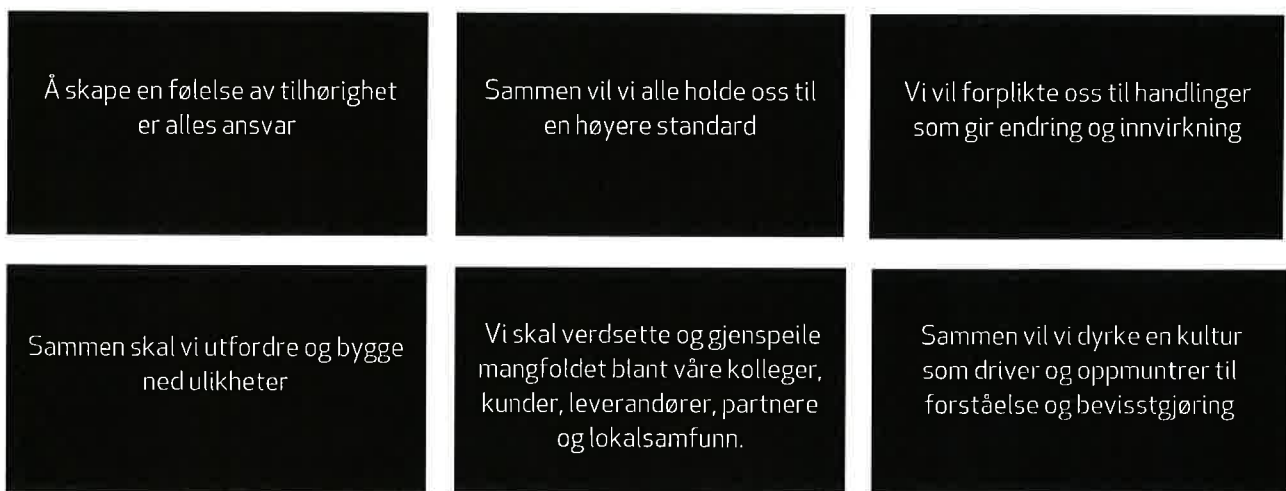 Å skape en følelse av tilhørighet
er alles ansvar
Sammen vil vi alle holde oss til
en høyere standard
Vi vil forplikte oss til handlinger
som gir endring og innvirkning
Sammen skal vi utfordre og bygge
ned ulikheter
Vi skal verdsette og gjenspeile
mangfoldet blant våre kolleger,
kunder, leverandører, partnere
og lokalsamfunn.
Sammen vil vi dyrke en kultur
som driver og oppmuntrer til
forståelse og bevisstgjøring